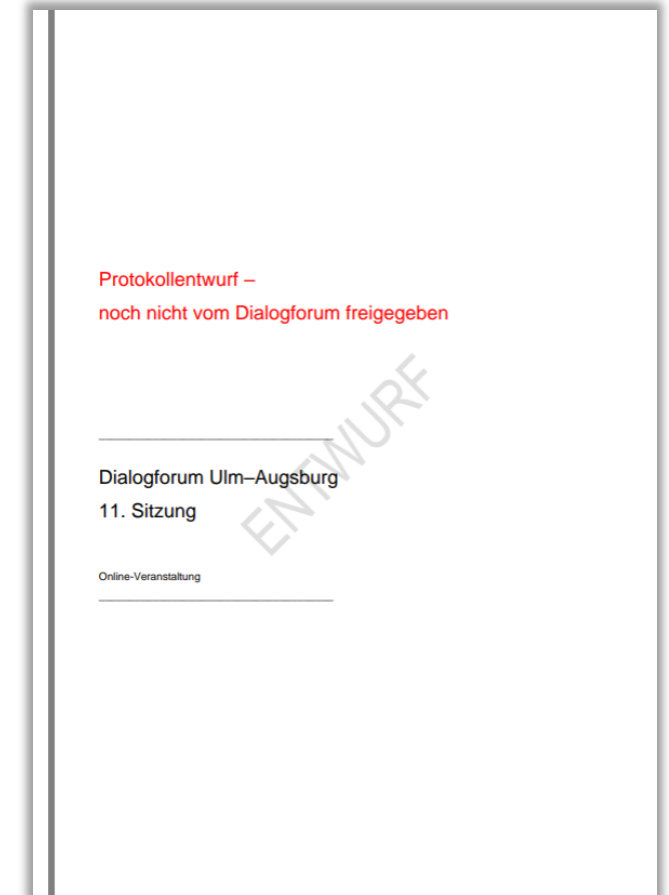 Protokollentwurf –
noch nicht vom Dialogforum freigegeben
ENTWURF
Dialogforum Ulm–Augsburg
11. Sitzung
Online-Veranstaltung